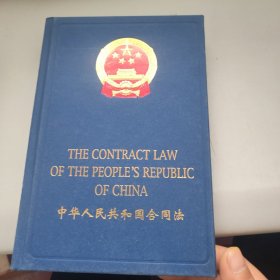 THE CONTRACT LAW
OF THE PEOPLE'S REPUBLIC
OF CHINA
中华人民共和国合同法